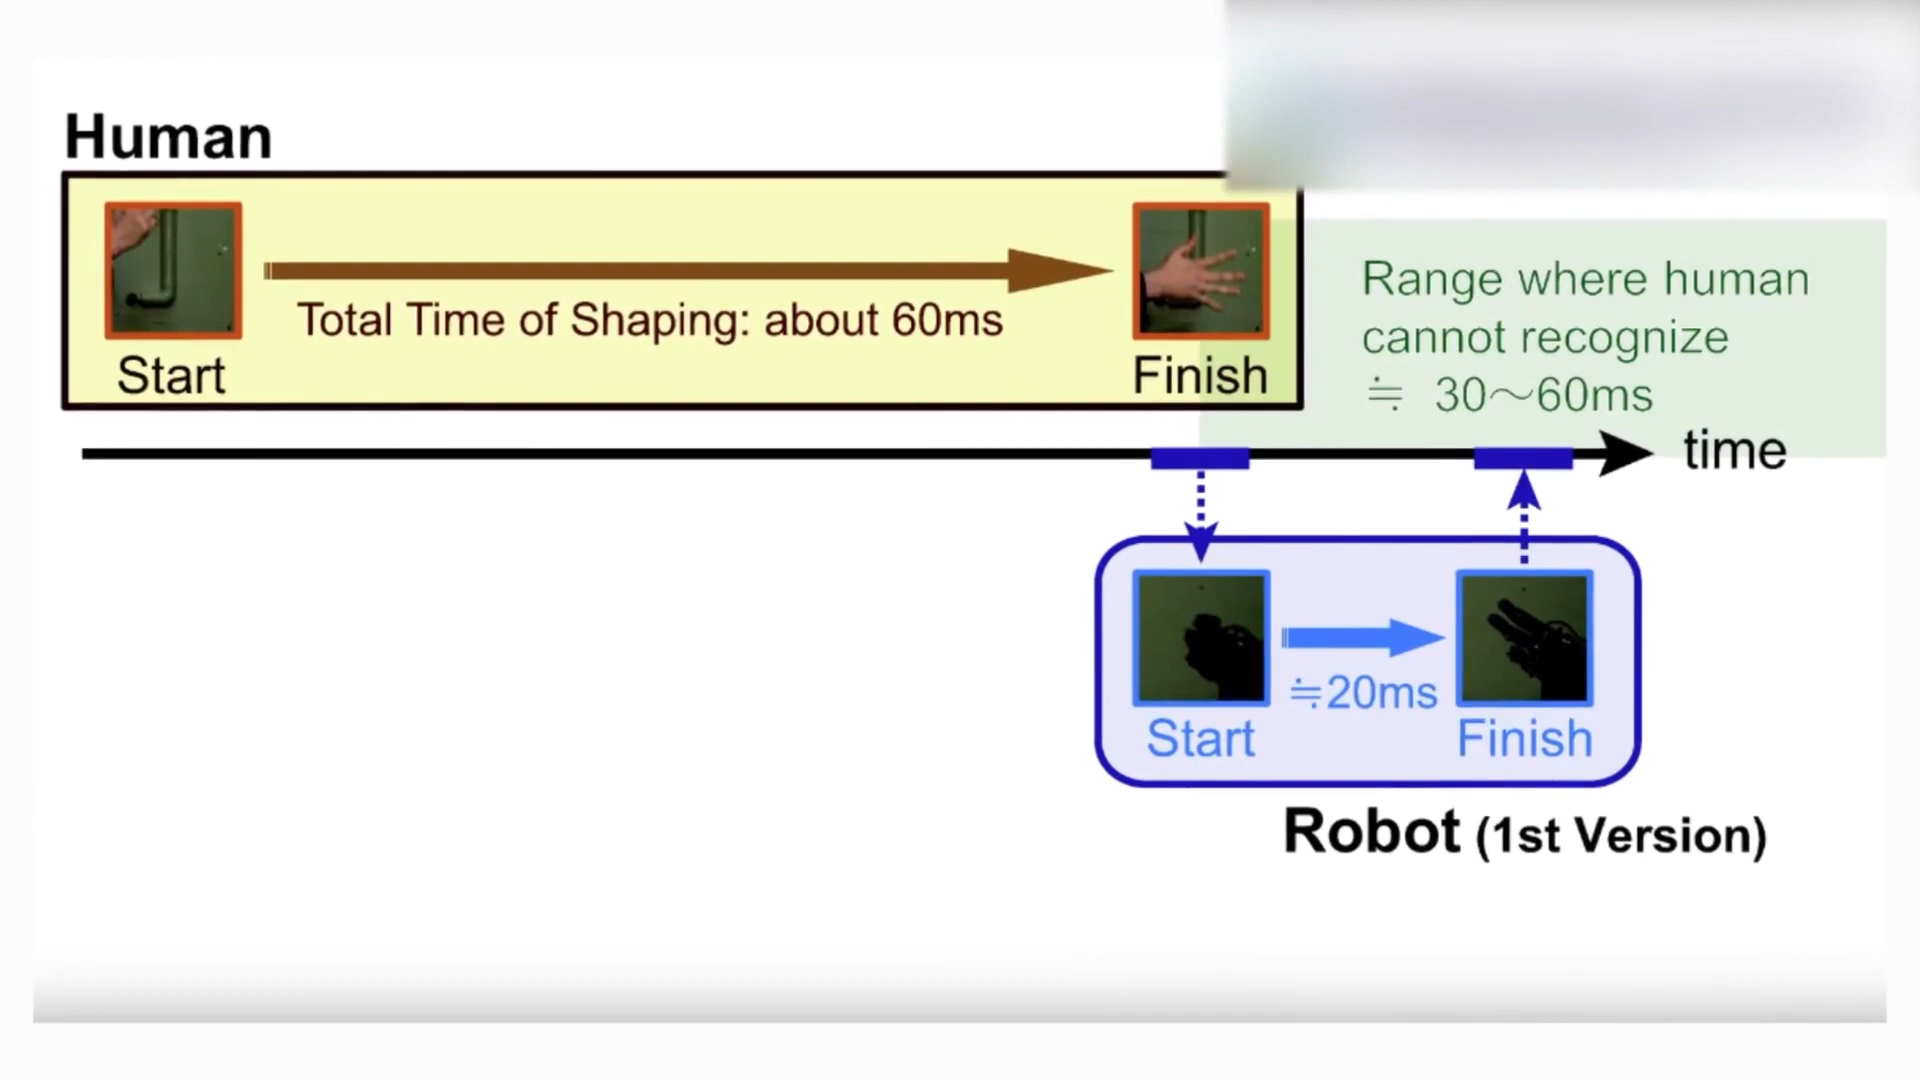 Human
Total Time of Shaping: about 60ms
Start
Finish
Range where human
cannot recognize
≒ 30～60ms
time
≒20ms
Start
Finish
Robot (1st Version)